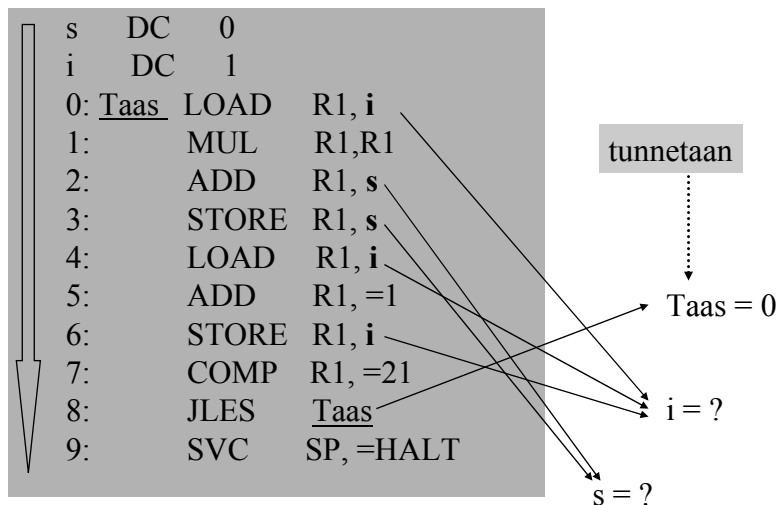 s DC 0
i DC 1
0: Taas LOAD R1, i
1: MUL R1,R1
2: ADD R1, s
3: STORE R1, s
4: LOAD R1, i
5: ADD R1, =1
6: STORE R1, i
7: COMP R1, =21
8: JLES Taas
9: SVC SP, =HALT
tunnetaan
Taas = 0
i = ?
s = ?